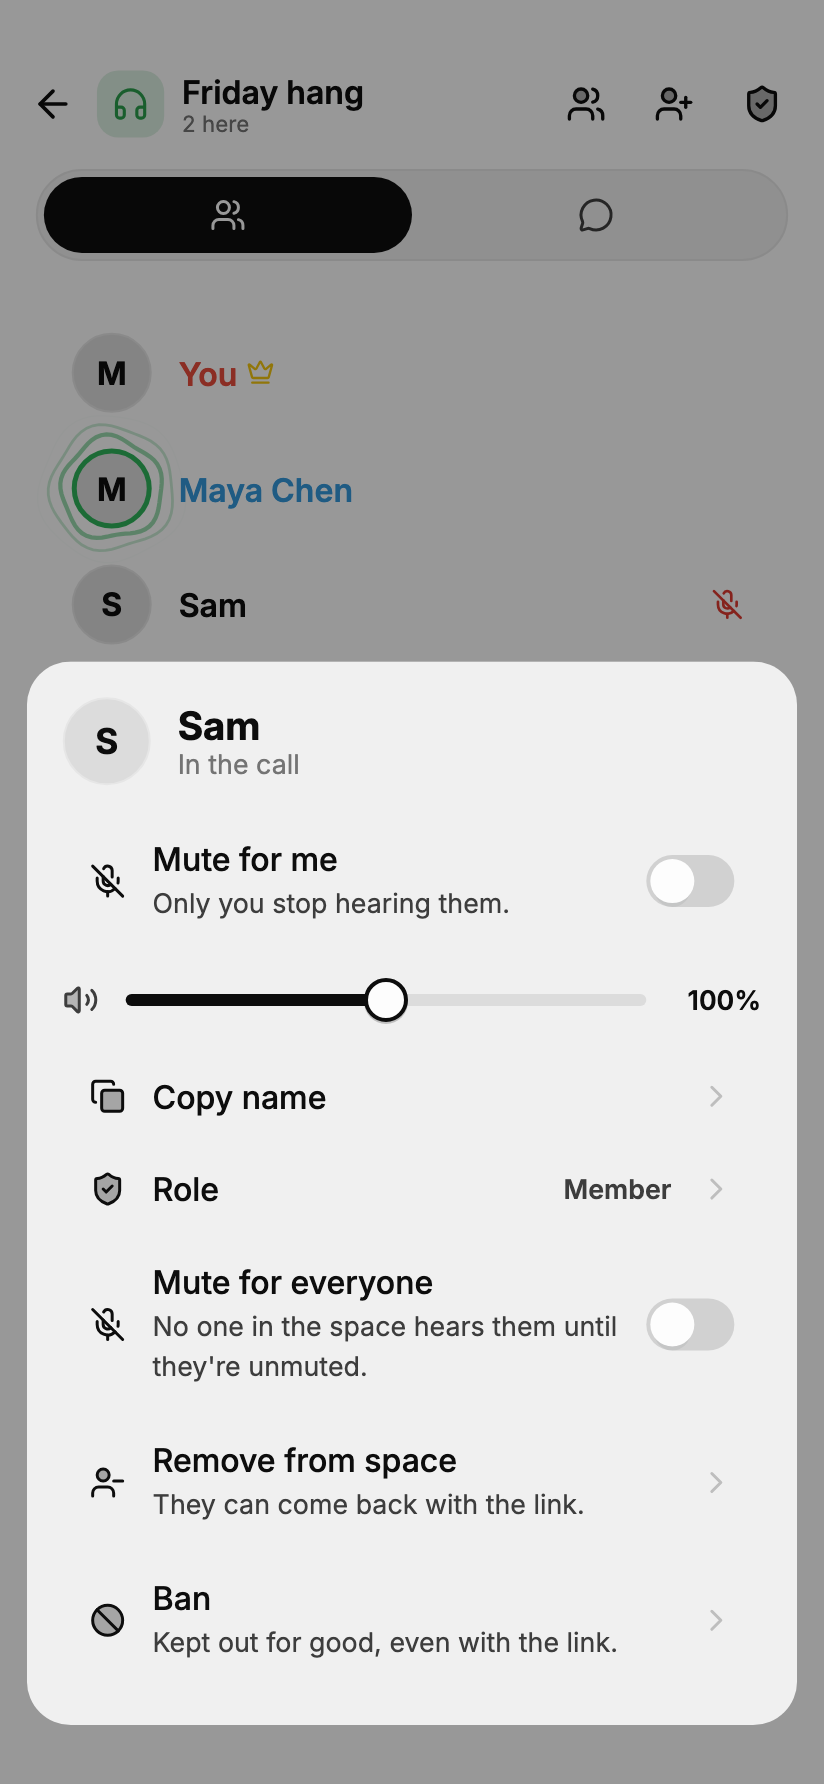 Friday hang
2 here
M
You
M
Maya Chen
S
Sam
S
Sam
In the call
Mute for me
Only you stop hearing them.
100%
Copy name
Role
Member
Mute for everyone
No one in the space hears them until
they're unmuted.
Remove from space
They can come back with the link.
Ban
Kept out for good, even with the link.